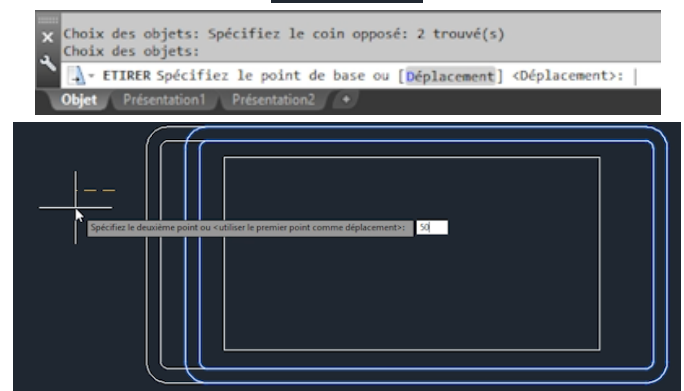 Choix des objets: Spécifiez le coin opposé: 2 trouvé(s)
Choix des objets:
ETIRER Spécifiez le point de base ou [Déplacement] <Déplacement>:
Objet Présentation1 Présentation2 +
Spécifiez le deuxième point ou <utiliser le premier point comme déplacement>: 50